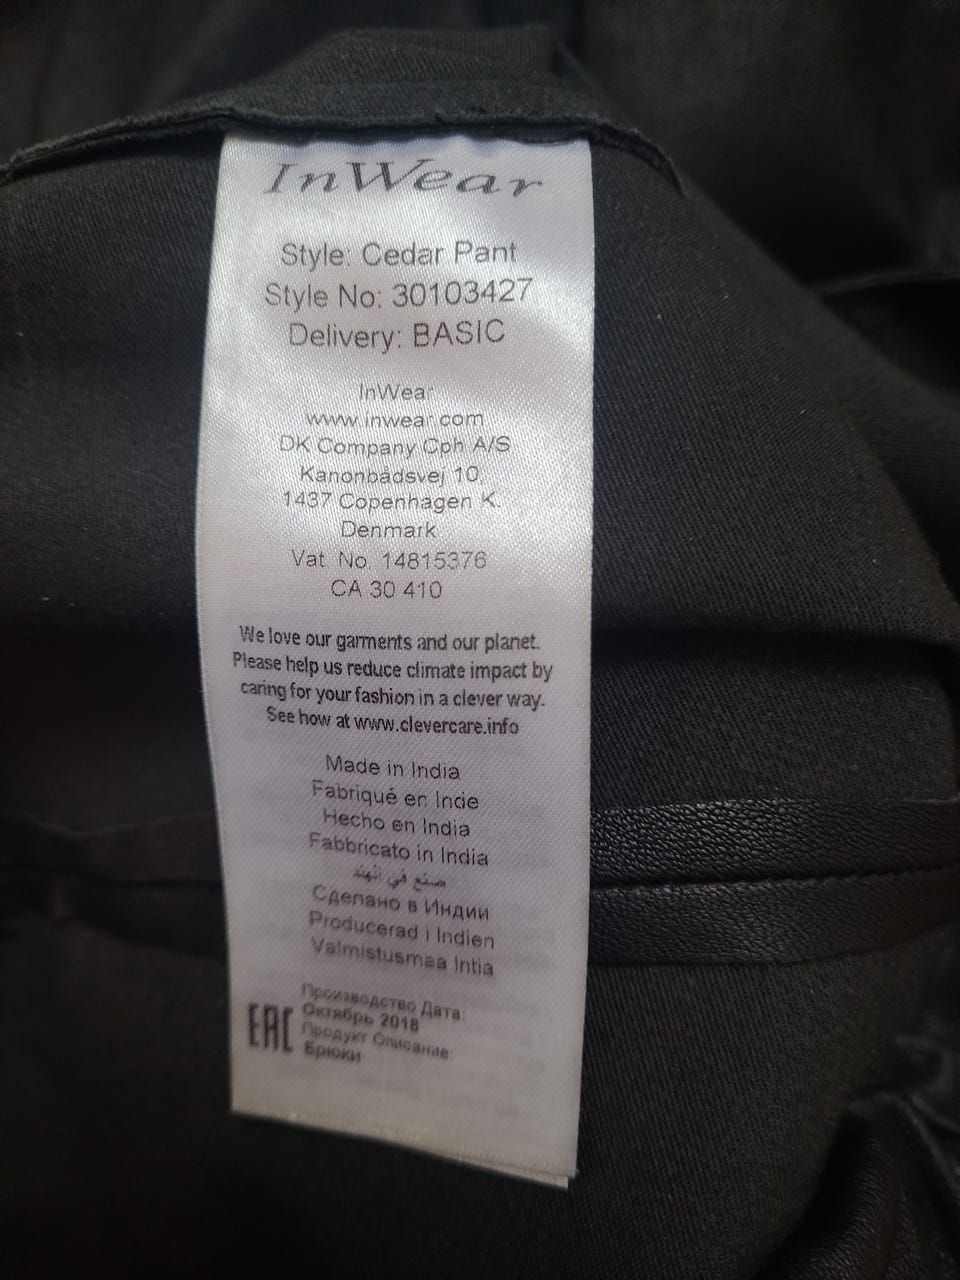 InWear
Style: Cedar Pant
Style No: 30103427
Delivery: BASIC
InWear
www.inwear.com
DK Company Cph A/S
Kanonbådsvej 10,
1437 Copenhagen K.
Denmark
Vat. No. 14815376
CA 30 410
We love our garments and our planet.
Please help us reduce climate impact by
caring for your fashion in a clever way.
See how at www.clevercare.info
Made in India
Fabriqué en Inde
Hecho en India
Fabbricato in India
صنع في الهند
Сделано в Индии
Producerad i Indien
Valmistusmaa Intia
Производство Дата:
Октябрь 2018
EAC
Продукт Описание:
Брюки